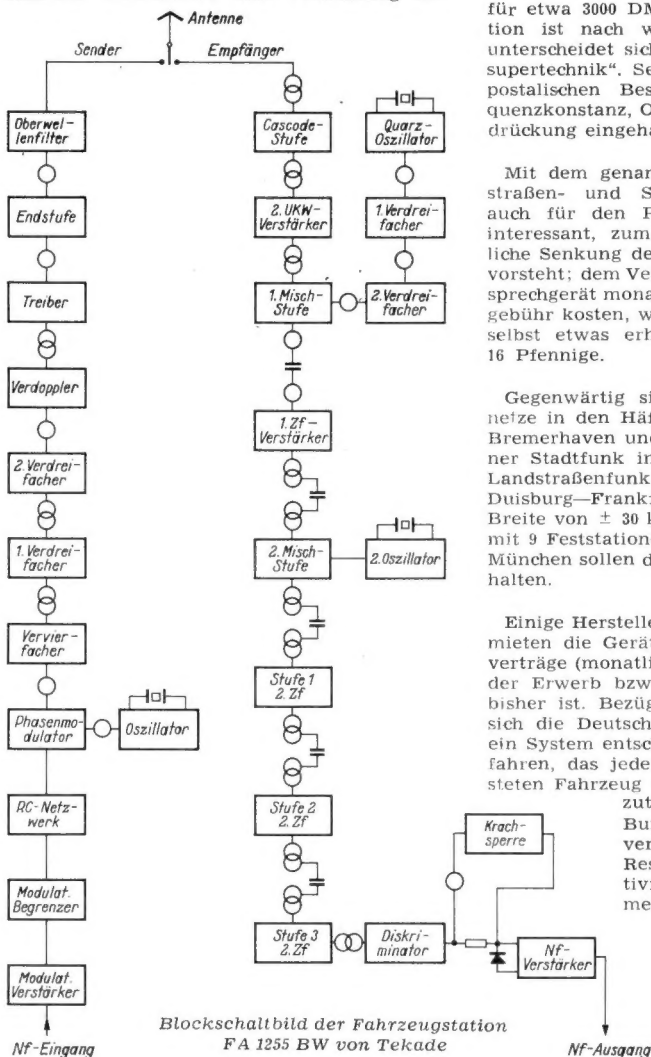 Antenne
Sender
Empfänger
Oberwel-
lenfilter
Endstufe
Treiber
Verdoppler
2. Verdrei-
facher
1. Verdrei-
facher
Vervier-
facher
Phasenmo-
dulator
Oszillator
RC-Netz-
werk
Modulat.
Begrenzer
Modulat.
Verstärker
Nf-Eingang
Cascode-
Stufe
Quarz-
Oszillator
2. UKW-
Verstärker
1. Verdrei-
facher
1. Misch-
Stufe
2. Verdrei-
facher
1. Zf-
Verstärker
2. Misch-
Stufe
2. Oszillator
Stufe 1
2. Zf
Stufe 2
2. Zf
Stufe 3
2. Zf
Diskri-
minator
Krach-
sperre
Nf-
Verstärker
Nf-Ausgang
Blockschaltbild der Fahrzeugstation
FA 1255 BW von Tekade
für etwa 3000 DM
tion ist nach w
unterscheidet sich
supertechnik“. Se
postalischen Bes
quenzkonstanz, O
drückung eingeha
Mit dem genan
straßen- und S
auch für den P
interessant, zum
liche Senkung de
vorsteht; dem Ve
sprechgerät mona
gebühr kosten, w
selbst etwas erh
16 Pfennige.
Gegenwärtig si
netze in den Häf
Bremerhaven und
ner Stadtfunk in
Landstraßenfunk
Duisburg—Frank
Breite von ± 30 k
mit 9 Feststation
München sollen d
halten.
Einige Herstelle
mieten die Gerät
verträge (monatli
der Erwerb bzw
bisher ist. Bezüg
sich die Deutsch
ein System entsc
fahren, das jede
steten Fahrzeug
zut
Bu
ver
Res
tivi
me